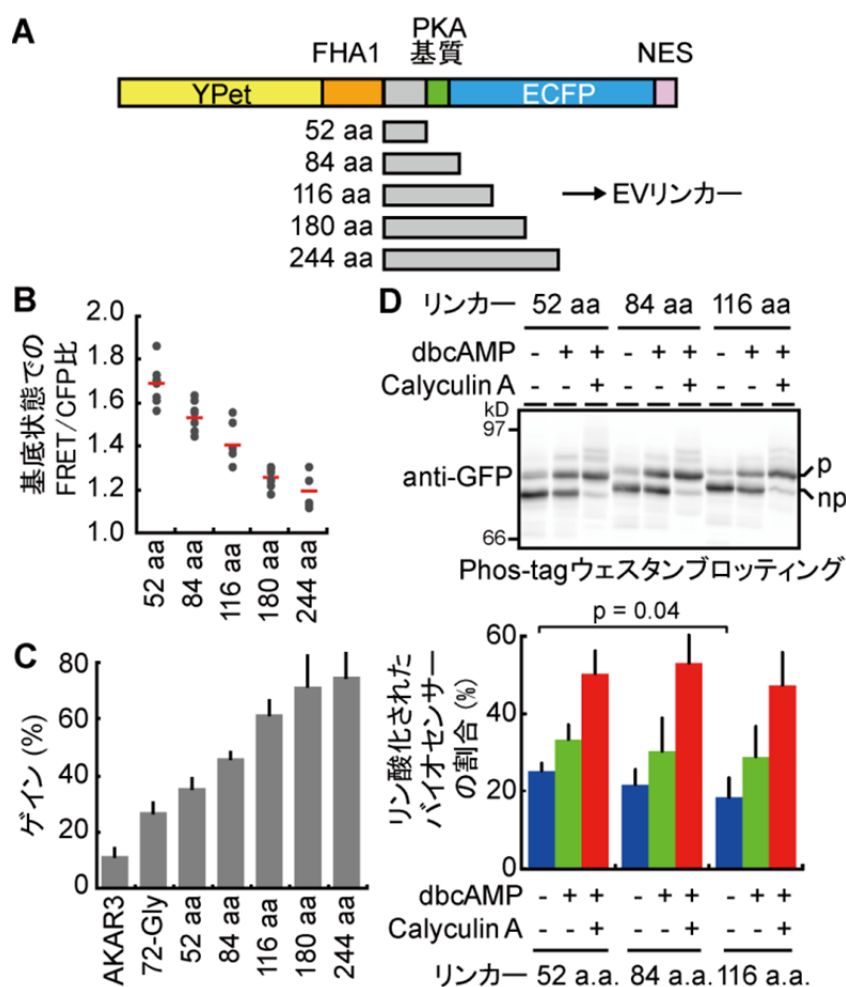 A
FHA1
PKA
基質
NES
YPet
ECFP
52 aa
84 aa
116 aa
180 aa
244 aa
EVリンカー
B
基底状態での
FRET/CFP比
2.0
1.8
1.6
1.4
1.2
1.0
52 aa
84 aa
116 aa
180 aa
244 aa
C
ゲイン (%)
80
60
40
20
0
AKAR3
72-Gly
52 aa
84 aa
116 aa
180 aa
244 aa
D
リンカー 52 aa 84 aa 116 aa
dbcAMP - + + - + + - + +
Calyculin A + + +
kD
97
anti-GFP
66
p
np
Phos-tagウェスタンブロッティング
p = 0.04
リン酸化された
バイオセンサー
の割合 (%)
60
40
20
0
dbcAMP - + + - + + - + +
Calyculin A - - + - - + - - +
リンカー 52 a.a. 84 a.a. 116 a.a.